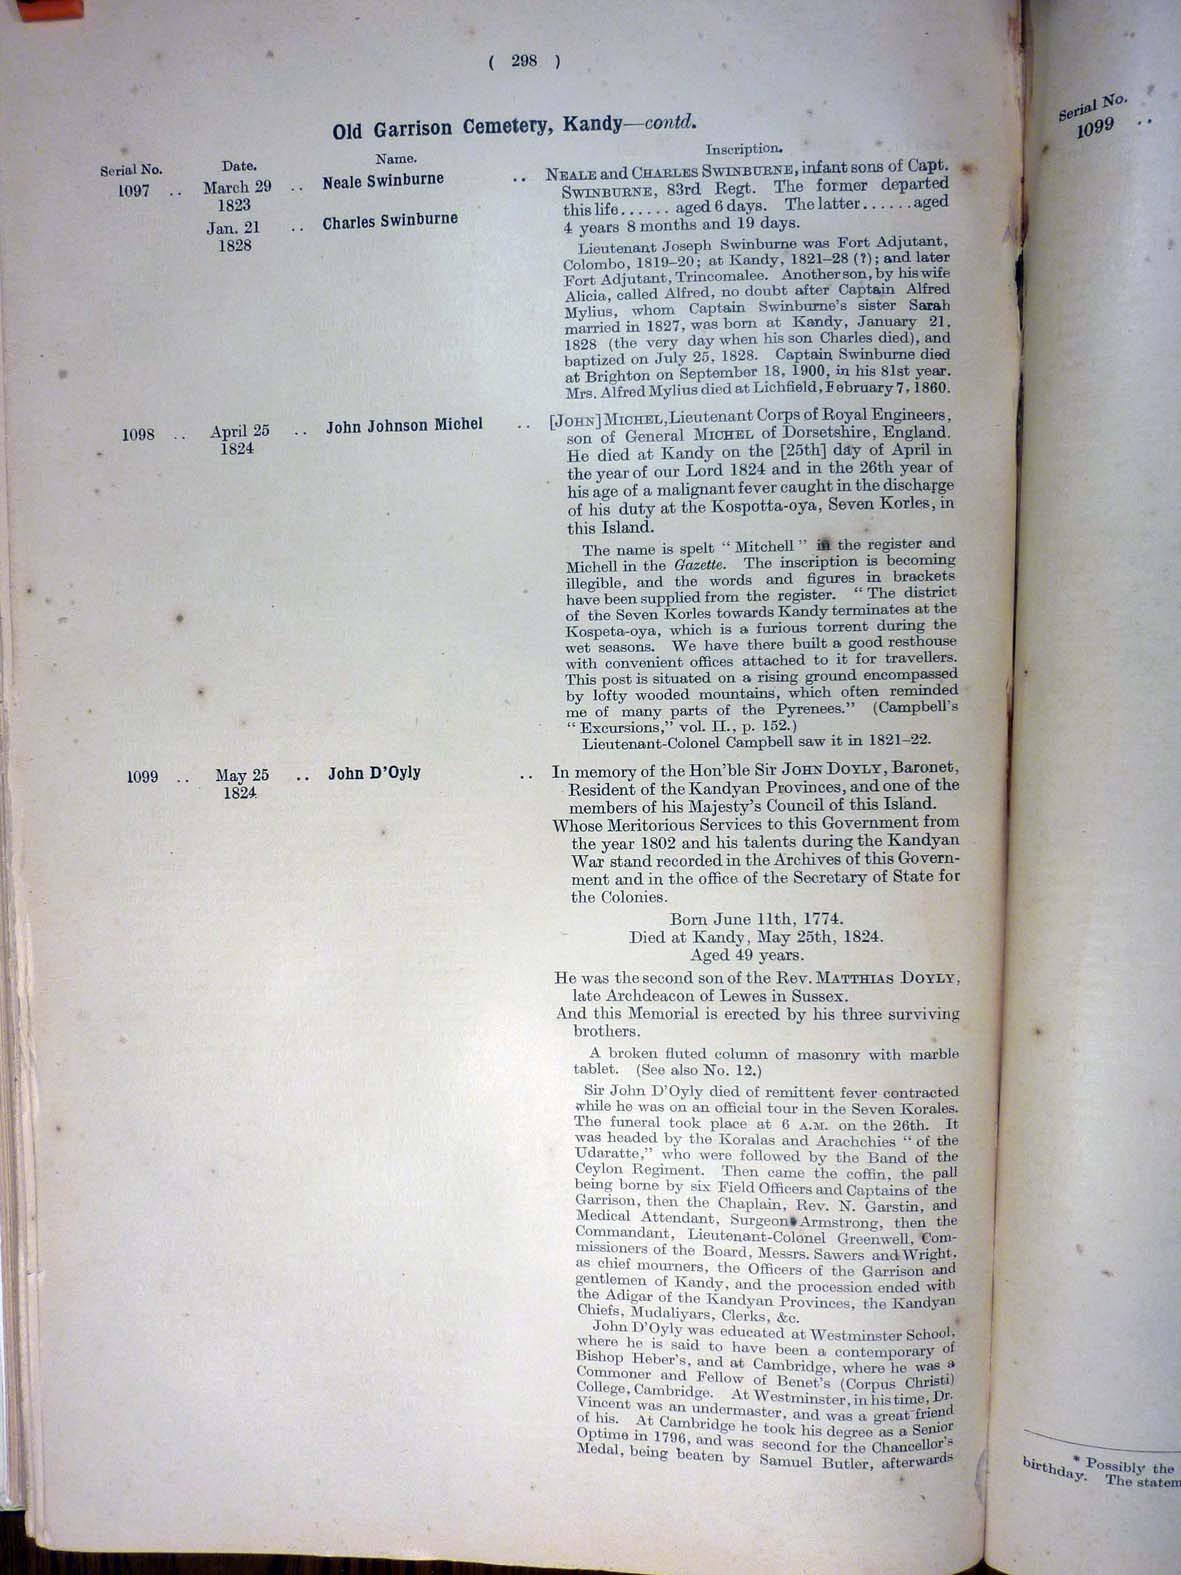 ( 298 )
Old Garrison Cemetery, Kandy—contd.
Serial No. Date. Name. Inscription.
1097 .. March 29 .. Neale Swinburne .. NEALE and CHARLES SWINBURNE, infant sons of Capt.
1823 SWINBURNE, 83rd Regt. The former departed
this life...... aged 6 days. The latter......aged
Jan. 21 .. Charles Swinburne 4 years 8 months and 19 days.
1828
Lieutenant Joseph Swinburne was Fort Adjutant,
Colombo, 1819–20; at Kandy, 1821–28 (?); and later
Fort Adjutant, Trincomalee. Another son, by his wife
Alicia, called Alfred, no doubt after Captain Alfred
Mylius, whom Captain Swinburne's sister Sarah
married in 1827, was born at Kandy, January 21,
1828 (the very day when his son Charles died), and
baptized on July 25, 1828. Captain Swinburne died
at Brighton on September 18, 1900, in his 81st year.
Mrs. Alfred Mylius died at Lichfield, February 7, 1860.
1098 .. April 25 .. John Johnson Michel .. [JOHN] MICHEL, Lieutenant Corps of Royal Engineers,
1824 son of General MICHEL of Dorsetshire, England.
He died at Kandy on the [25th] day of April in
the year of our Lord 1824 and in the 26th year of
his age of a malignant fever caught in the discharge
of his duty at the Kospotta-oya, Seven Korles, in
this Island.
The name is spelt “ Mitchell ” in the register and
Michell in the Gazette. The inscription is becoming
illegible, and the words and figures in brackets
have been supplied from the register. “ The district
of the Seven Korles towards Kandy terminates at the
Kospeta-oya, which is a furious torrent during the
wet seasons. We have there built a good resthouse
with convenient offices attached to it for travellers.
This post is situated on a rising ground encompassed
by lofty wooded mountains, which often reminded
me of many parts of the Pyrenees.” (Campbell's
“ Excursions,” vol. II., p. 152.)
Lieutenant-Colonel Campbell saw it in 1821–22.
1099 .. May 25 .. John D'Oyly .. In memory of the Hon'ble Sir JOHN DOYLY, Baronet,
1824 Resident of the Kandyan Provinces, and one of the
members of his Majesty's Council of this Island.
Whose Meritorious Services to this Government from
the year 1802 and his talents during the Kandyan
War stand recorded in the Archives of this Govern-
ment and in the office of the Secretary of State for
the Colonies.
Born June 11th, 1774.
Died at Kandy, May 25th, 1824.
Aged 49 years.
He was the second son of the Rev. MATTHIAS DOYLY,
late Archdeacon of Lewes in Sussex.
And this Memorial is erected by his three surviving
brothers.
A broken fluted column of masonry with marble
tablet. (See also No. 12.)
Sir John D'Oyly died of remittent fever contracted
while he was on an official tour in the Seven Korales.
The funeral took place at 6 A.M. on the 26th. It
was headed by the Koralas and Arachchies “ of the
Udaratte,” who were followed by the Band of the
Ceylon Regiment. Then came the coffin, the pall
being borne by six Field Officers and Captains of the
Garrison, then the Chaplain, Rev. N. Garstin, and
Medical Attendant, Surgeon Armstrong, then the
Commandant, Lieutenant-Colonel Greenwell, Com-
missioners of the Board, Messrs. Sawers and Wright,
as chief mourners, the Officers of the Garrison and
gentlemen of Kandy, and the procession ended with
the Adigar of the Kandyan Provinces, the Kandyan
Chiefs, Mudaliyars, Clerks, &c.
John D'Oyly was educated at Westminster School,
where he is said to have been a contemporary of
Bishop Heber's, and at Cambridge, where he was a
Commoner and Fellow of Benet's (Corpus Christi)
College, Cambridge. At Westminster, in his time, Dr.
Vincent was an undermaster, and was a great friend
of his. At Cambridge he took his degree as a Senior
Optime in 1796, and was second for the Chancellor's
Medal, being beaten by Samuel Butler, afterwards
Serial No.
1099 ..
* Possibly the
birthday. The statem